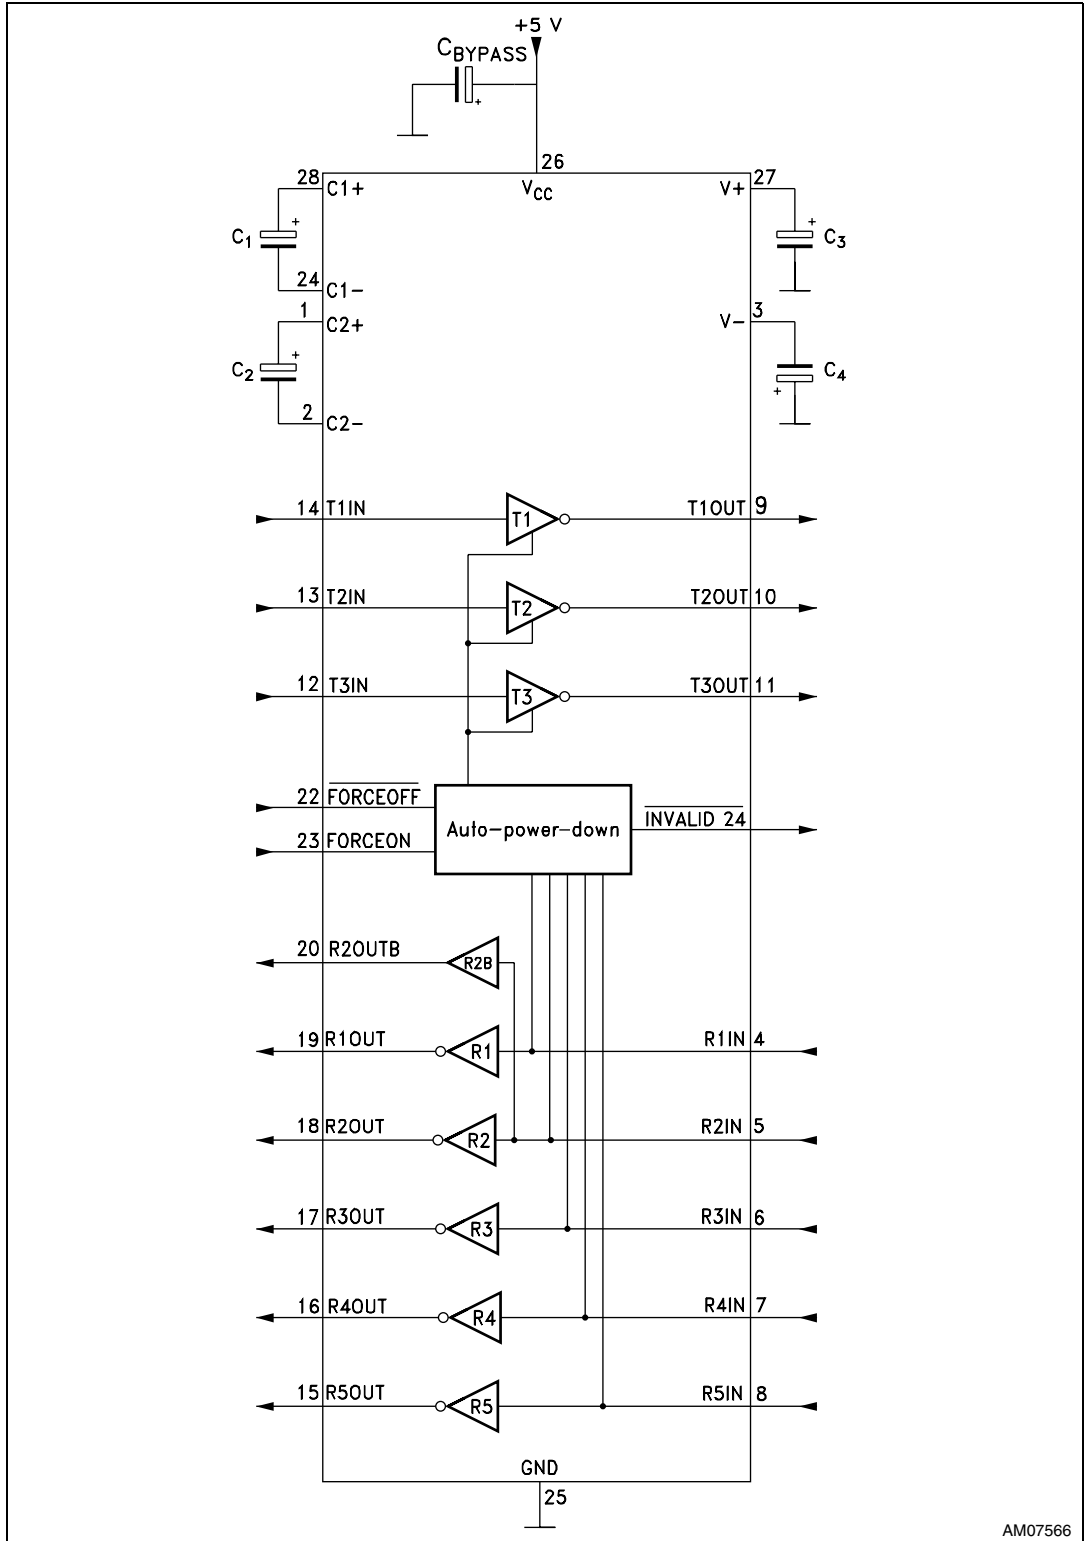 +5 V
CBYPASS
+
26
VCC
28 C1+
V+ 27
+
C1
+
C3
24 C1-
1 C2+
V- 3
+
C2
C4
+
2 C2-
14 T1IN
T1
T1OUT 9
13 T2IN
T2
T2OUT 10
12 T3IN
T3
T3OUT 11
22 FORCEOFF
Auto-power-down
INVALID 24
23 FORCEON
20 R2OUTB
R2B
19 R1OUT
R1
R1IN 4
18 R2OUT
R2
R2IN 5
17 R3OUT
R3
R3IN 6
16 R4OUT
R4
R4IN 7
15 R5OUT
R5
R5IN 8
GND
25
AM07566